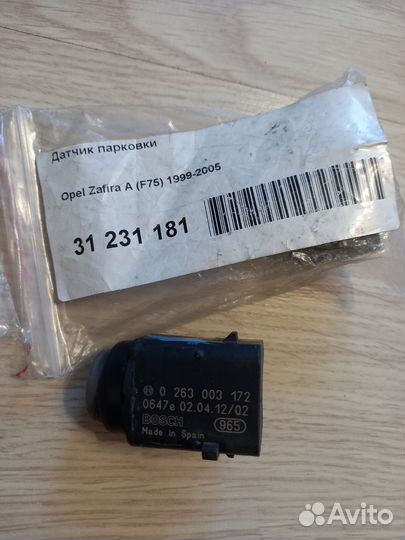 Датчик парковки
Opel Zafira A (F75) 1999-2005
31 231 181
0 263 003 172
0647e 02.04.12/02
BOSCH
965
Made in Spain
Avito